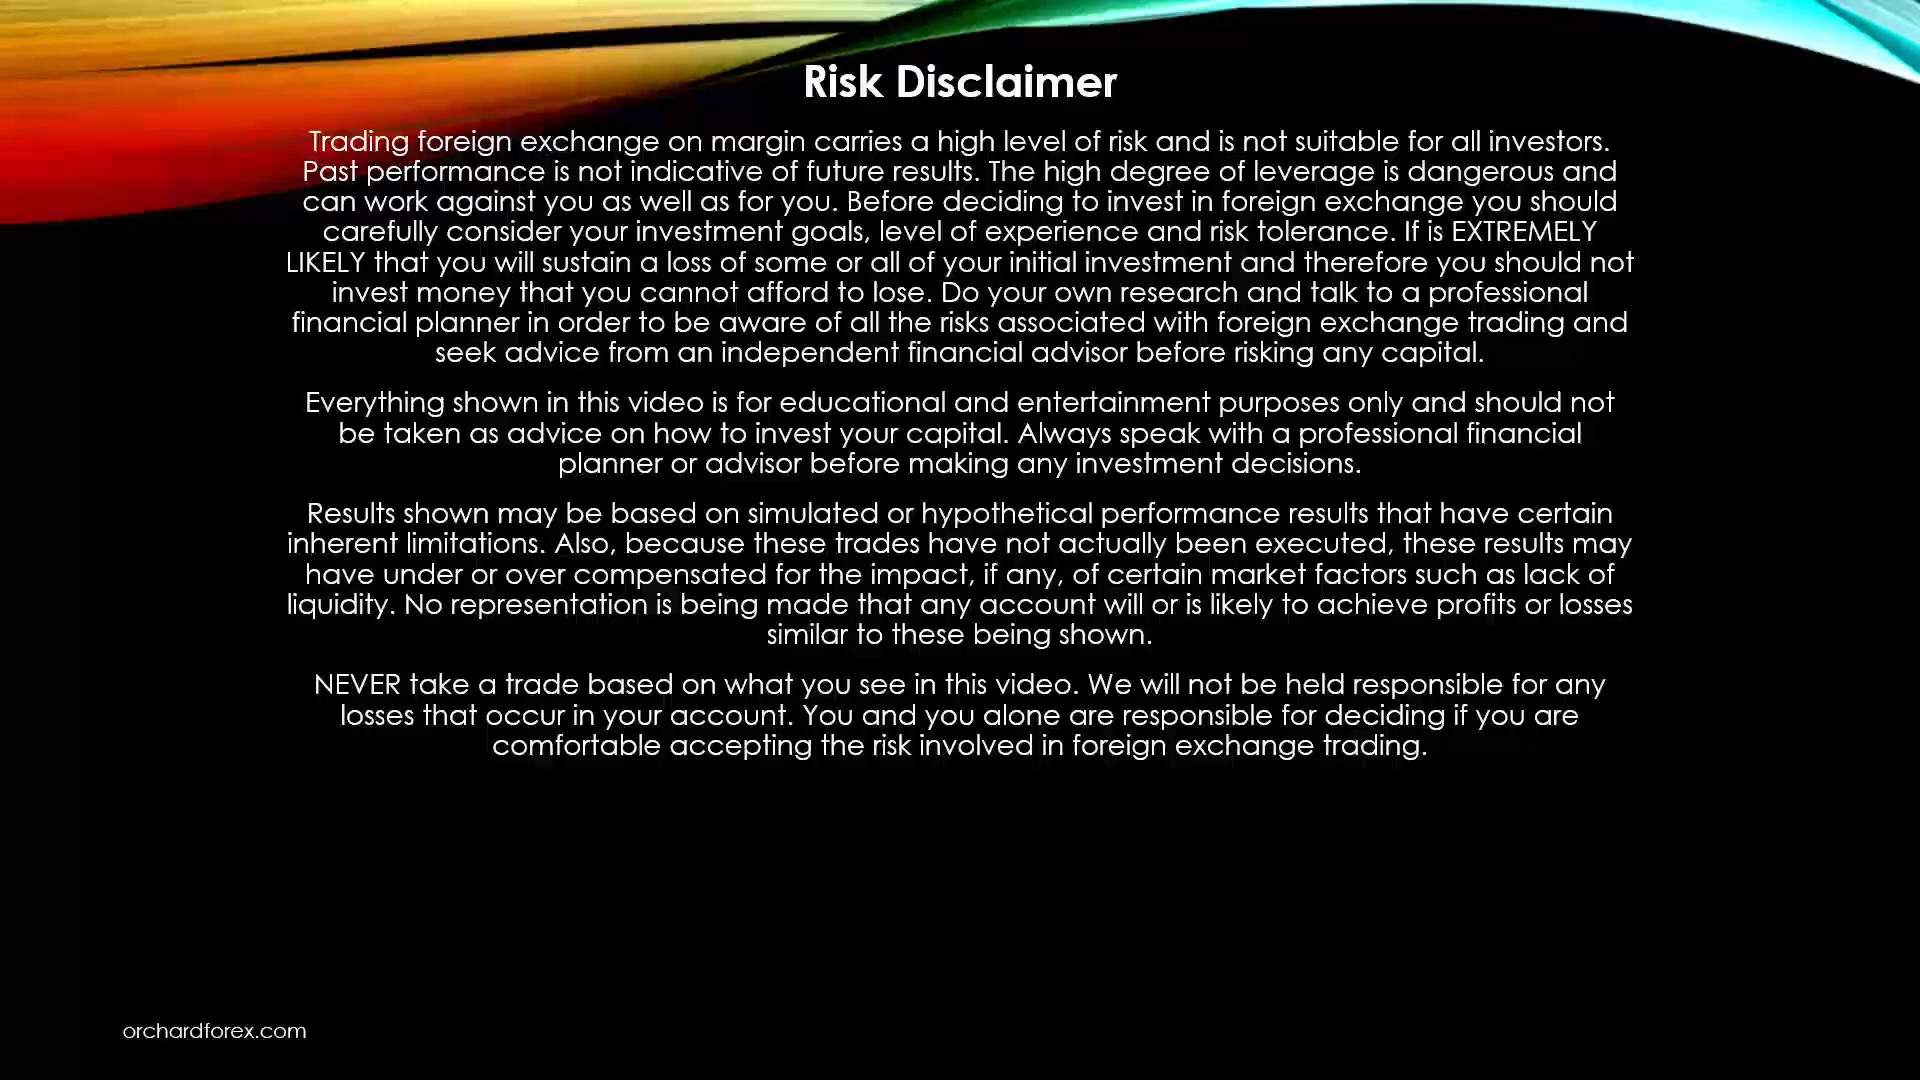 Risk Disclaimer
Trading foreign exchange on margin carries a high level of risk and is not suitable for all investors.
Past performance is not indicative of future results. The high degree of leverage is dangerous and
can work against you as well as for you. Before deciding to invest in foreign exchange you should
carefully consider your investment goals, level of experience and risk tolerance. If is EXTREMELY
LIKELY that you will sustain a loss of some or all of your initial investment and therefore you should not
invest money that you cannot afford to lose. Do your own research and talk to a professional
financial planner in order to be aware of all the risks associated with foreign exchange trading and
seek advice from an independent financial advisor before risking any capital.
Everything shown in this video is for educational and entertainment purposes only and should not
be taken as advice on how to invest your capital. Always speak with a professional financial
planner or advisor before making any investment decisions.
Results shown may be based on simulated or hypothetical performance results that have certain
inherent limitations. Also, because these trades have not actually been executed, these results may
have under or over compensated for the impact, if any, of certain market factors such as lack of
liquidity. No representation is being made that any account will or is likely to achieve profits or losses
similar to these being shown.
NEVER take a trade based on what you see in this video. We will not be held responsible for any
losses that occur in your account. You and you alone are responsible for deciding if you are
comfortable accepting the risk involved in foreign exchange trading.
orchardforex.com